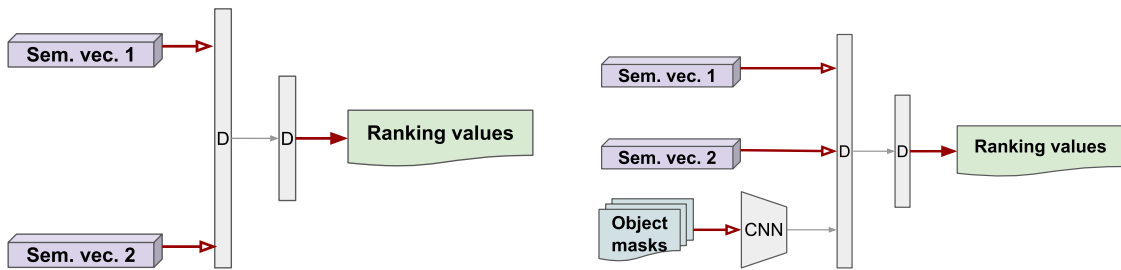 Sem. vec. 1
D
D
Ranking values
Sem. vec. 2
Sem. vec. 1
Sem. vec. 2
D
D
Ranking values
Object
masks
CNN